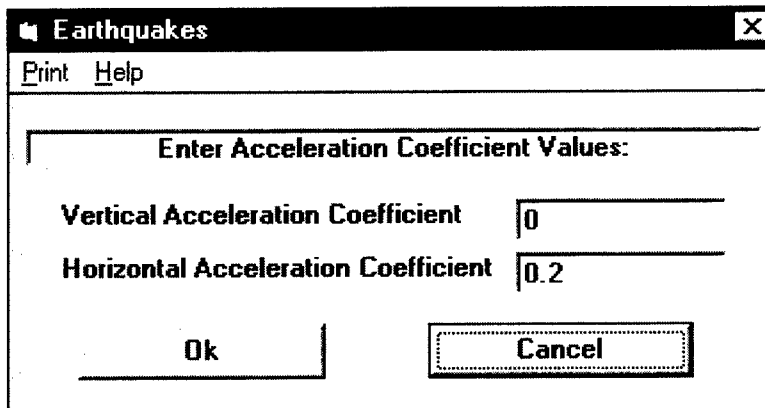 Earthquakes
Print Help
Enter Acceleration Coefficient Values:
Vertical Acceleration Coefficient 0
Horizontal Acceleration Coefficient 0.2
Ok Cancel